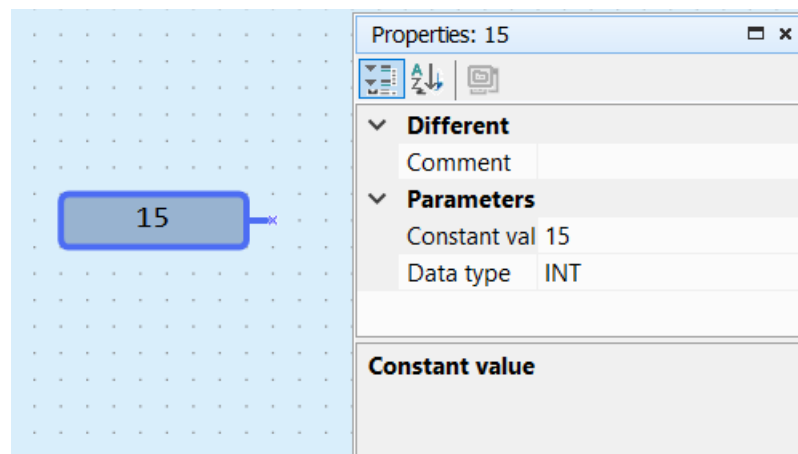 15
Properties: 15
Different
Comment
Parameters
Constant val 15
Data type INT
Constant value